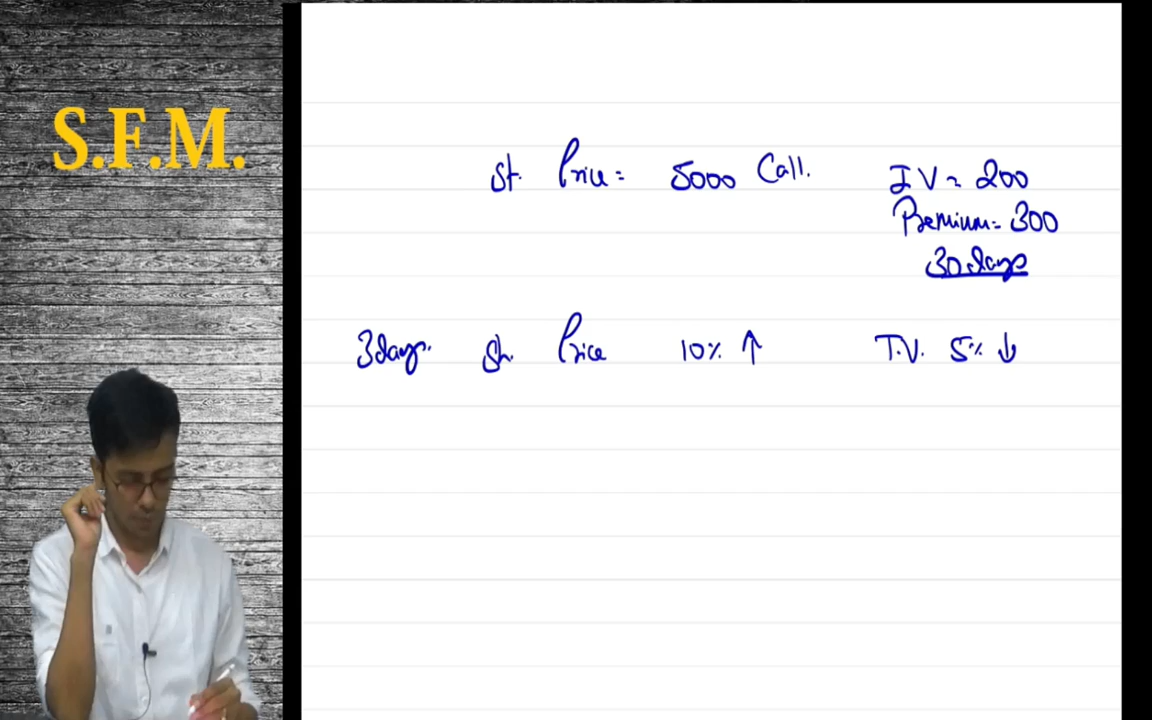 S.F.M.
St. Price = 5000 Call. IV = 200
Premium = 300
30 days
3 days. Sh. Price 10% ↑ T.V. 5% ↓